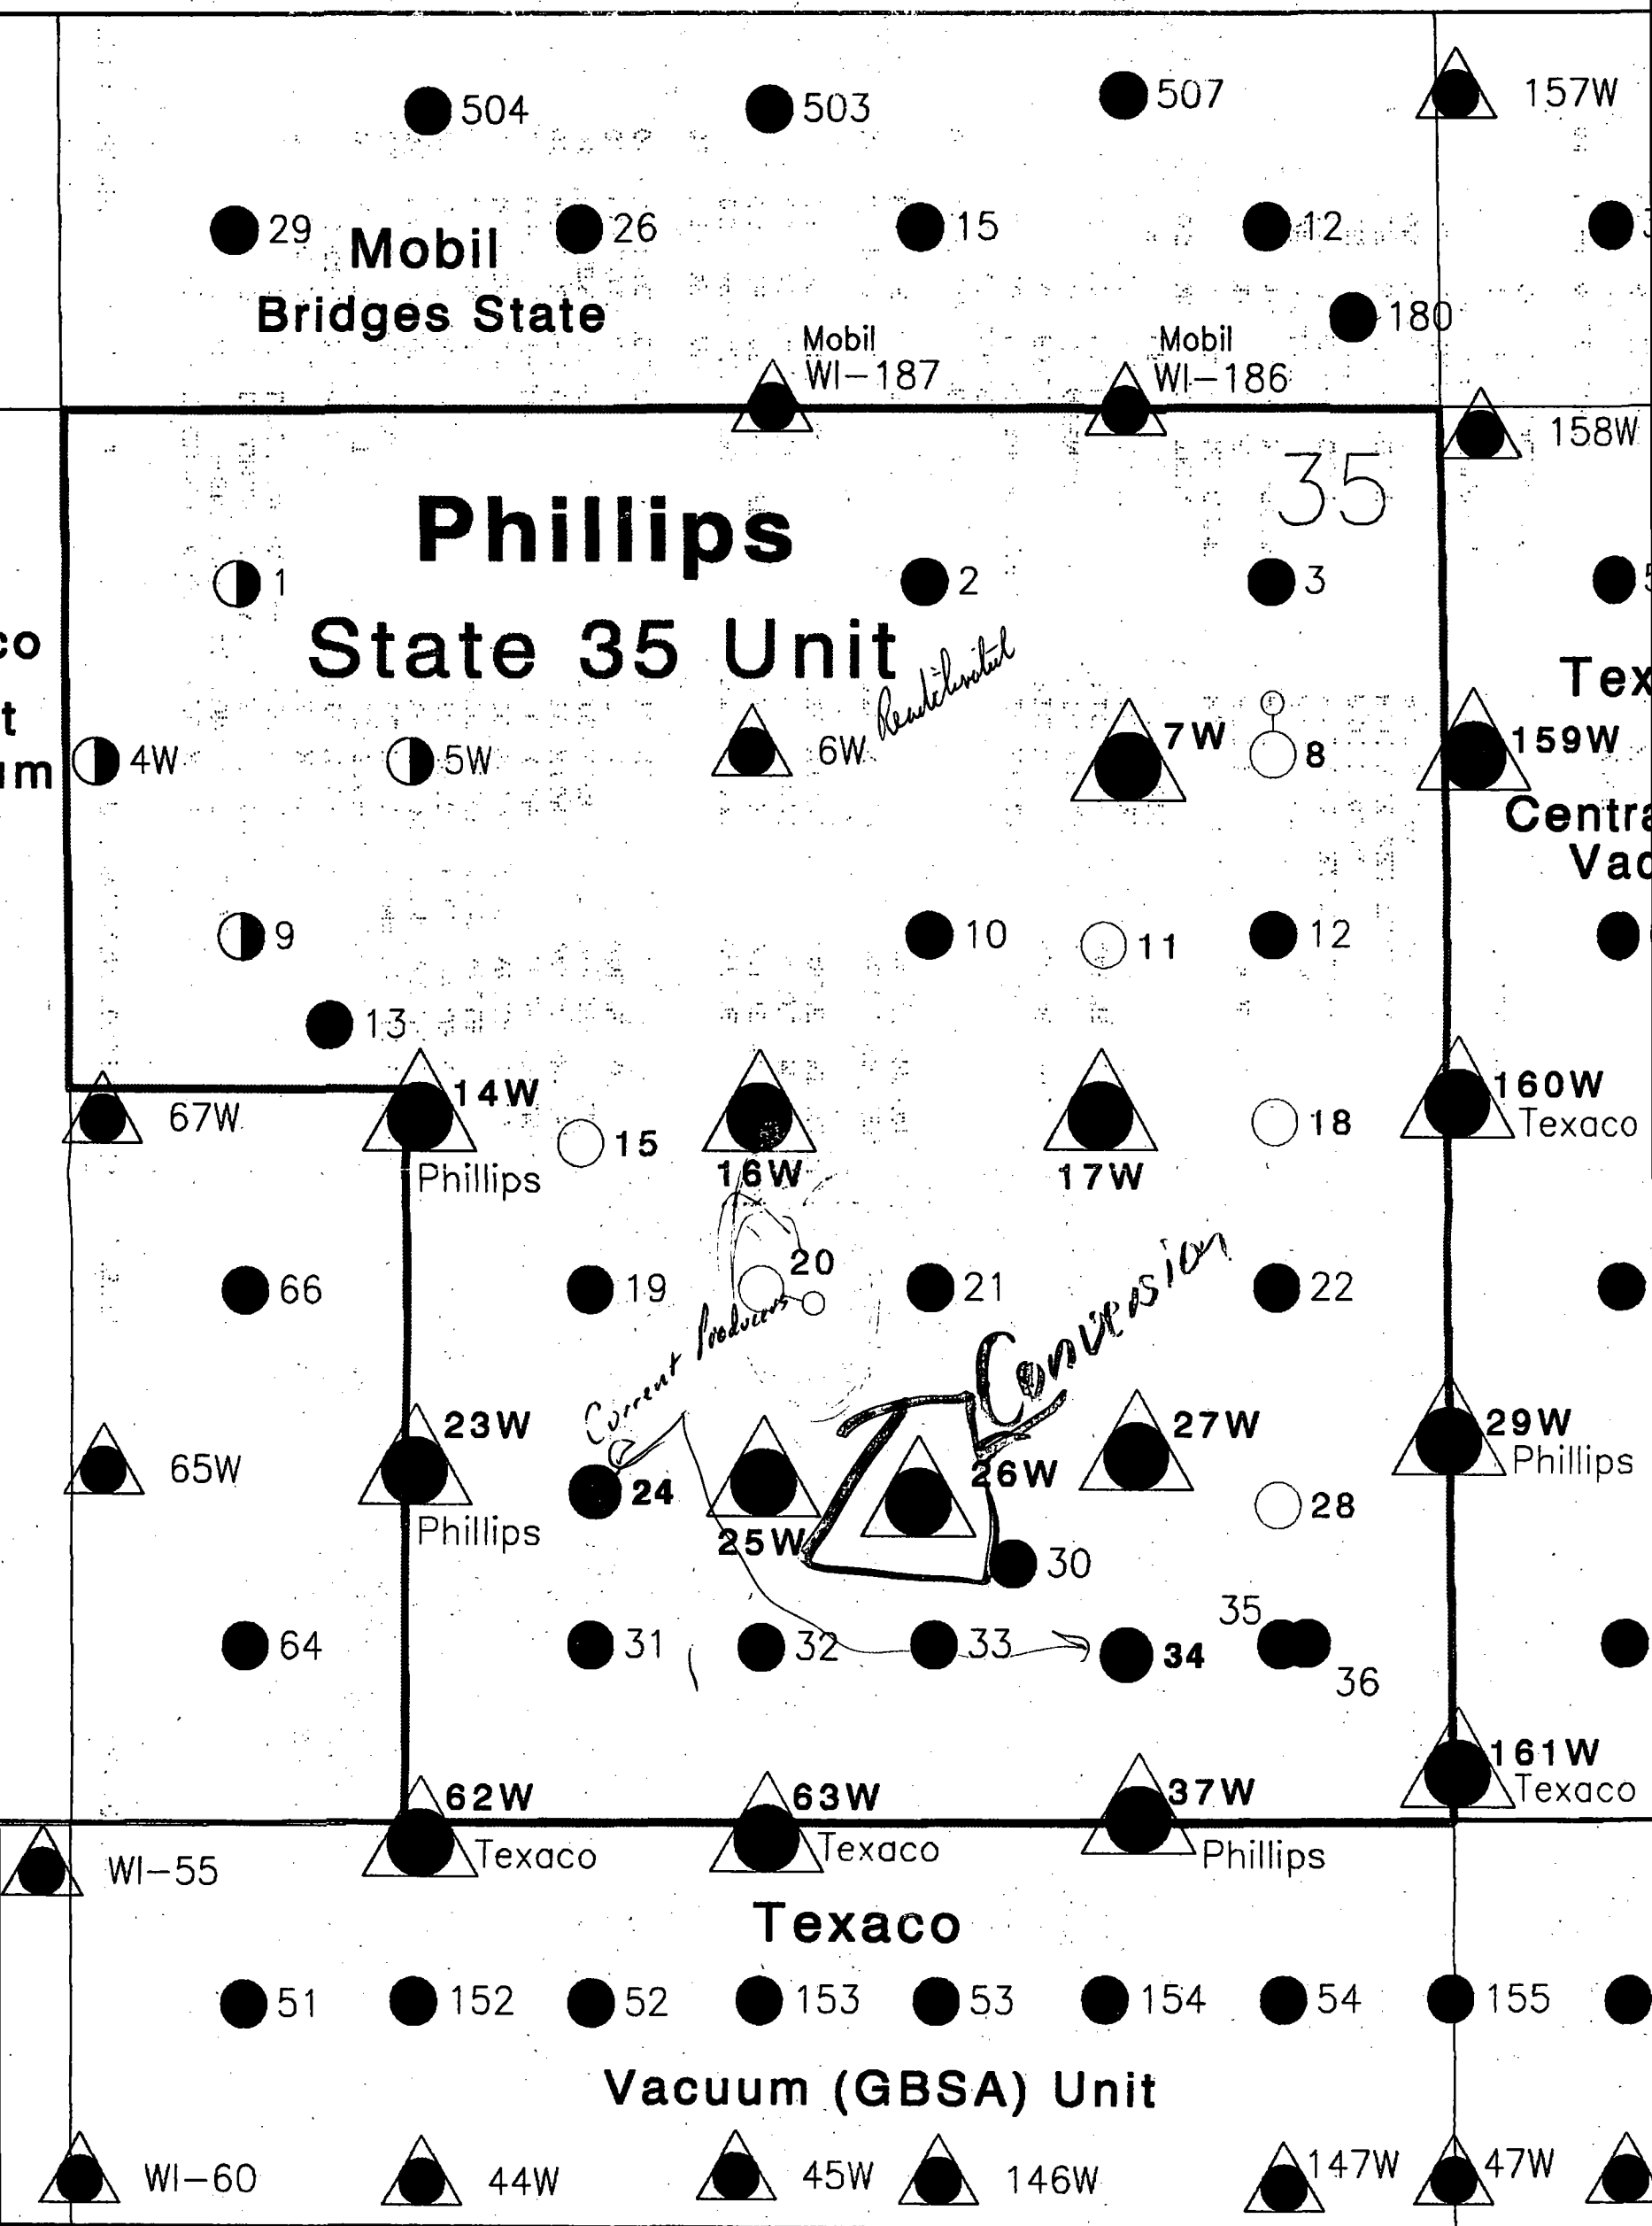 504 503 507 157W
29 Mobil 26 15 12
Bridges State
180
Mobil Mobil
WI-187 WI-186
158W
35
Phillips
1 2 3
State 35 Unit
co
Tex
t
um
4W 5W 6W 7W 8 159W
Centra
Vac
9 10 11 12
13
14W 160W
67W 15 18 Texaco
Phillips 16W 17W
Conversion
20
66 19 21 22
Current Producers
23W 27W 29W
65W 26W Phillips
24 28
Phillips 25W
30
35
64 31 32 33 34
36
161W
62W 63W 37W Texaco
Texaco Texaco Phillips
WI-55
Texaco
51 152 52 153 53 154 54 155
Vacuum (GBSA) Unit
WI-60 44W 45W 146W 147W 47W